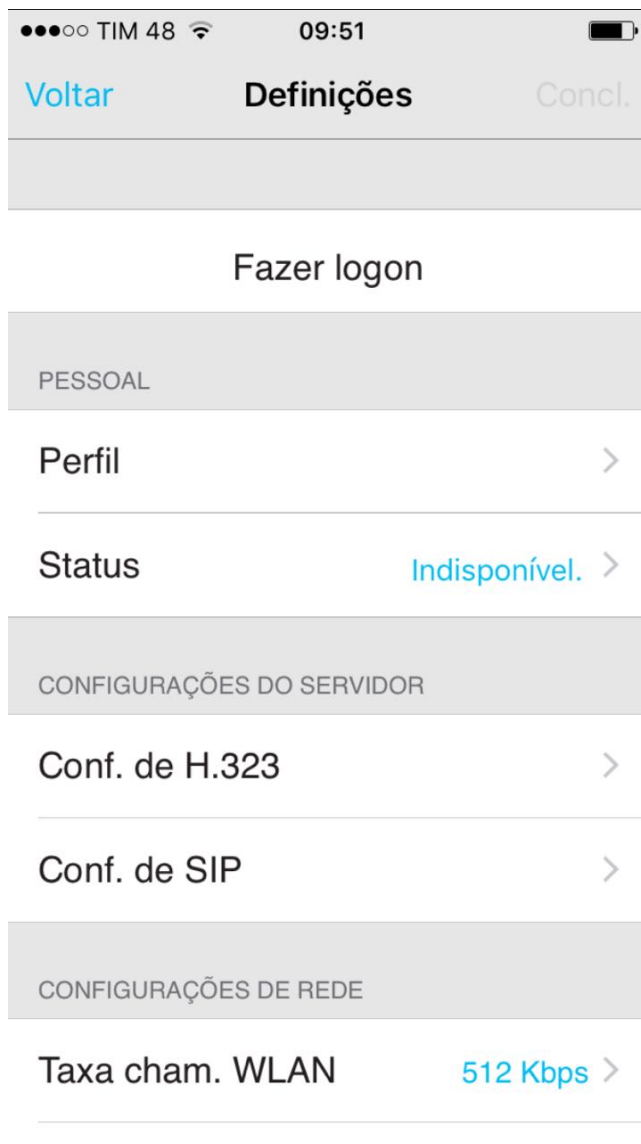 TIM 48 09:51
Voltar Definições Concl.
Fazer logon
PESSOAL
Perfil
Status Indisponível.
CONFIGURAÇÕES DO SERVIDOR
Conf. de H.323
Conf. de SIP
CONFIGURAÇÕES DE REDE
Taxa cham. WLAN 512 Kbps